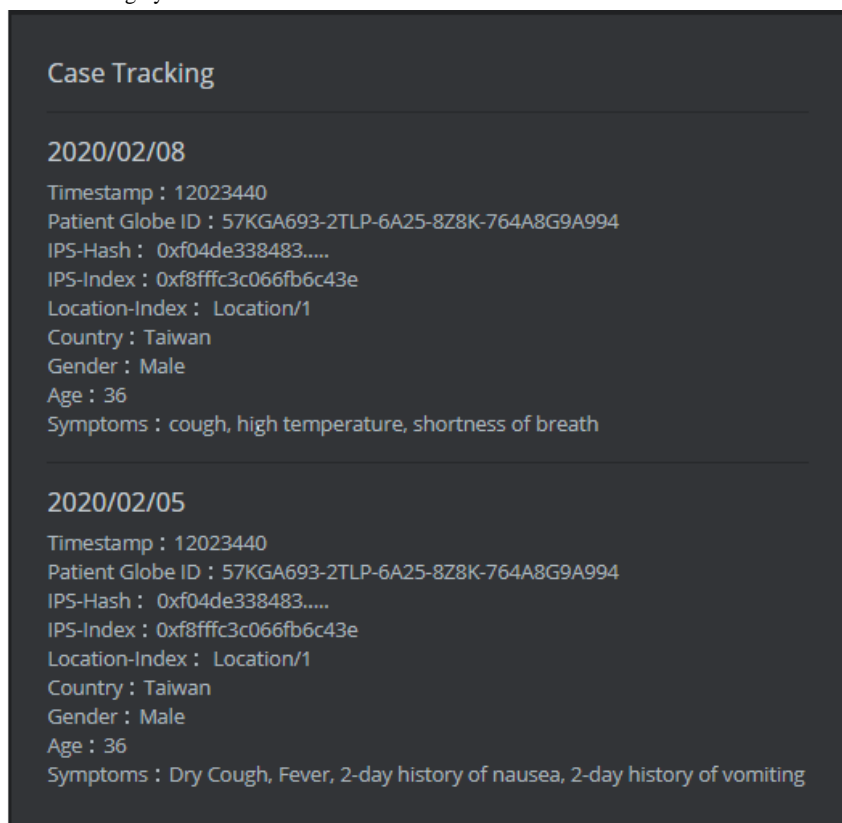 Case Tracking
2020/02/08
Timestamp：12023440
Patient Globe ID：57KGA693-2TLP-6A25-8Z8K-764A8G9A994
IPS-Hash： 0xf04de338483.....
IPS-Index：0xf8fffc3c066fb6c43e
Location-Index： Location/1
Country：Taiwan
Gender：Male
Age：36
Symptoms：cough, high temperature, shortness of breath
2020/02/05
Timestamp：12023440
Patient Globe ID：57KGA693-2TLP-6A25-8Z8K-764A8G9A994
IPS-Hash： 0xf04de338483.....
IPS-Index：0xf8fffc3c066fb6c43e
Location-Index： Location/1
Country：Taiwan
Gender：Male
Age：36
Symptoms：Dry Cough, Fever, 2-day history of nausea, 2-day history of vomiting